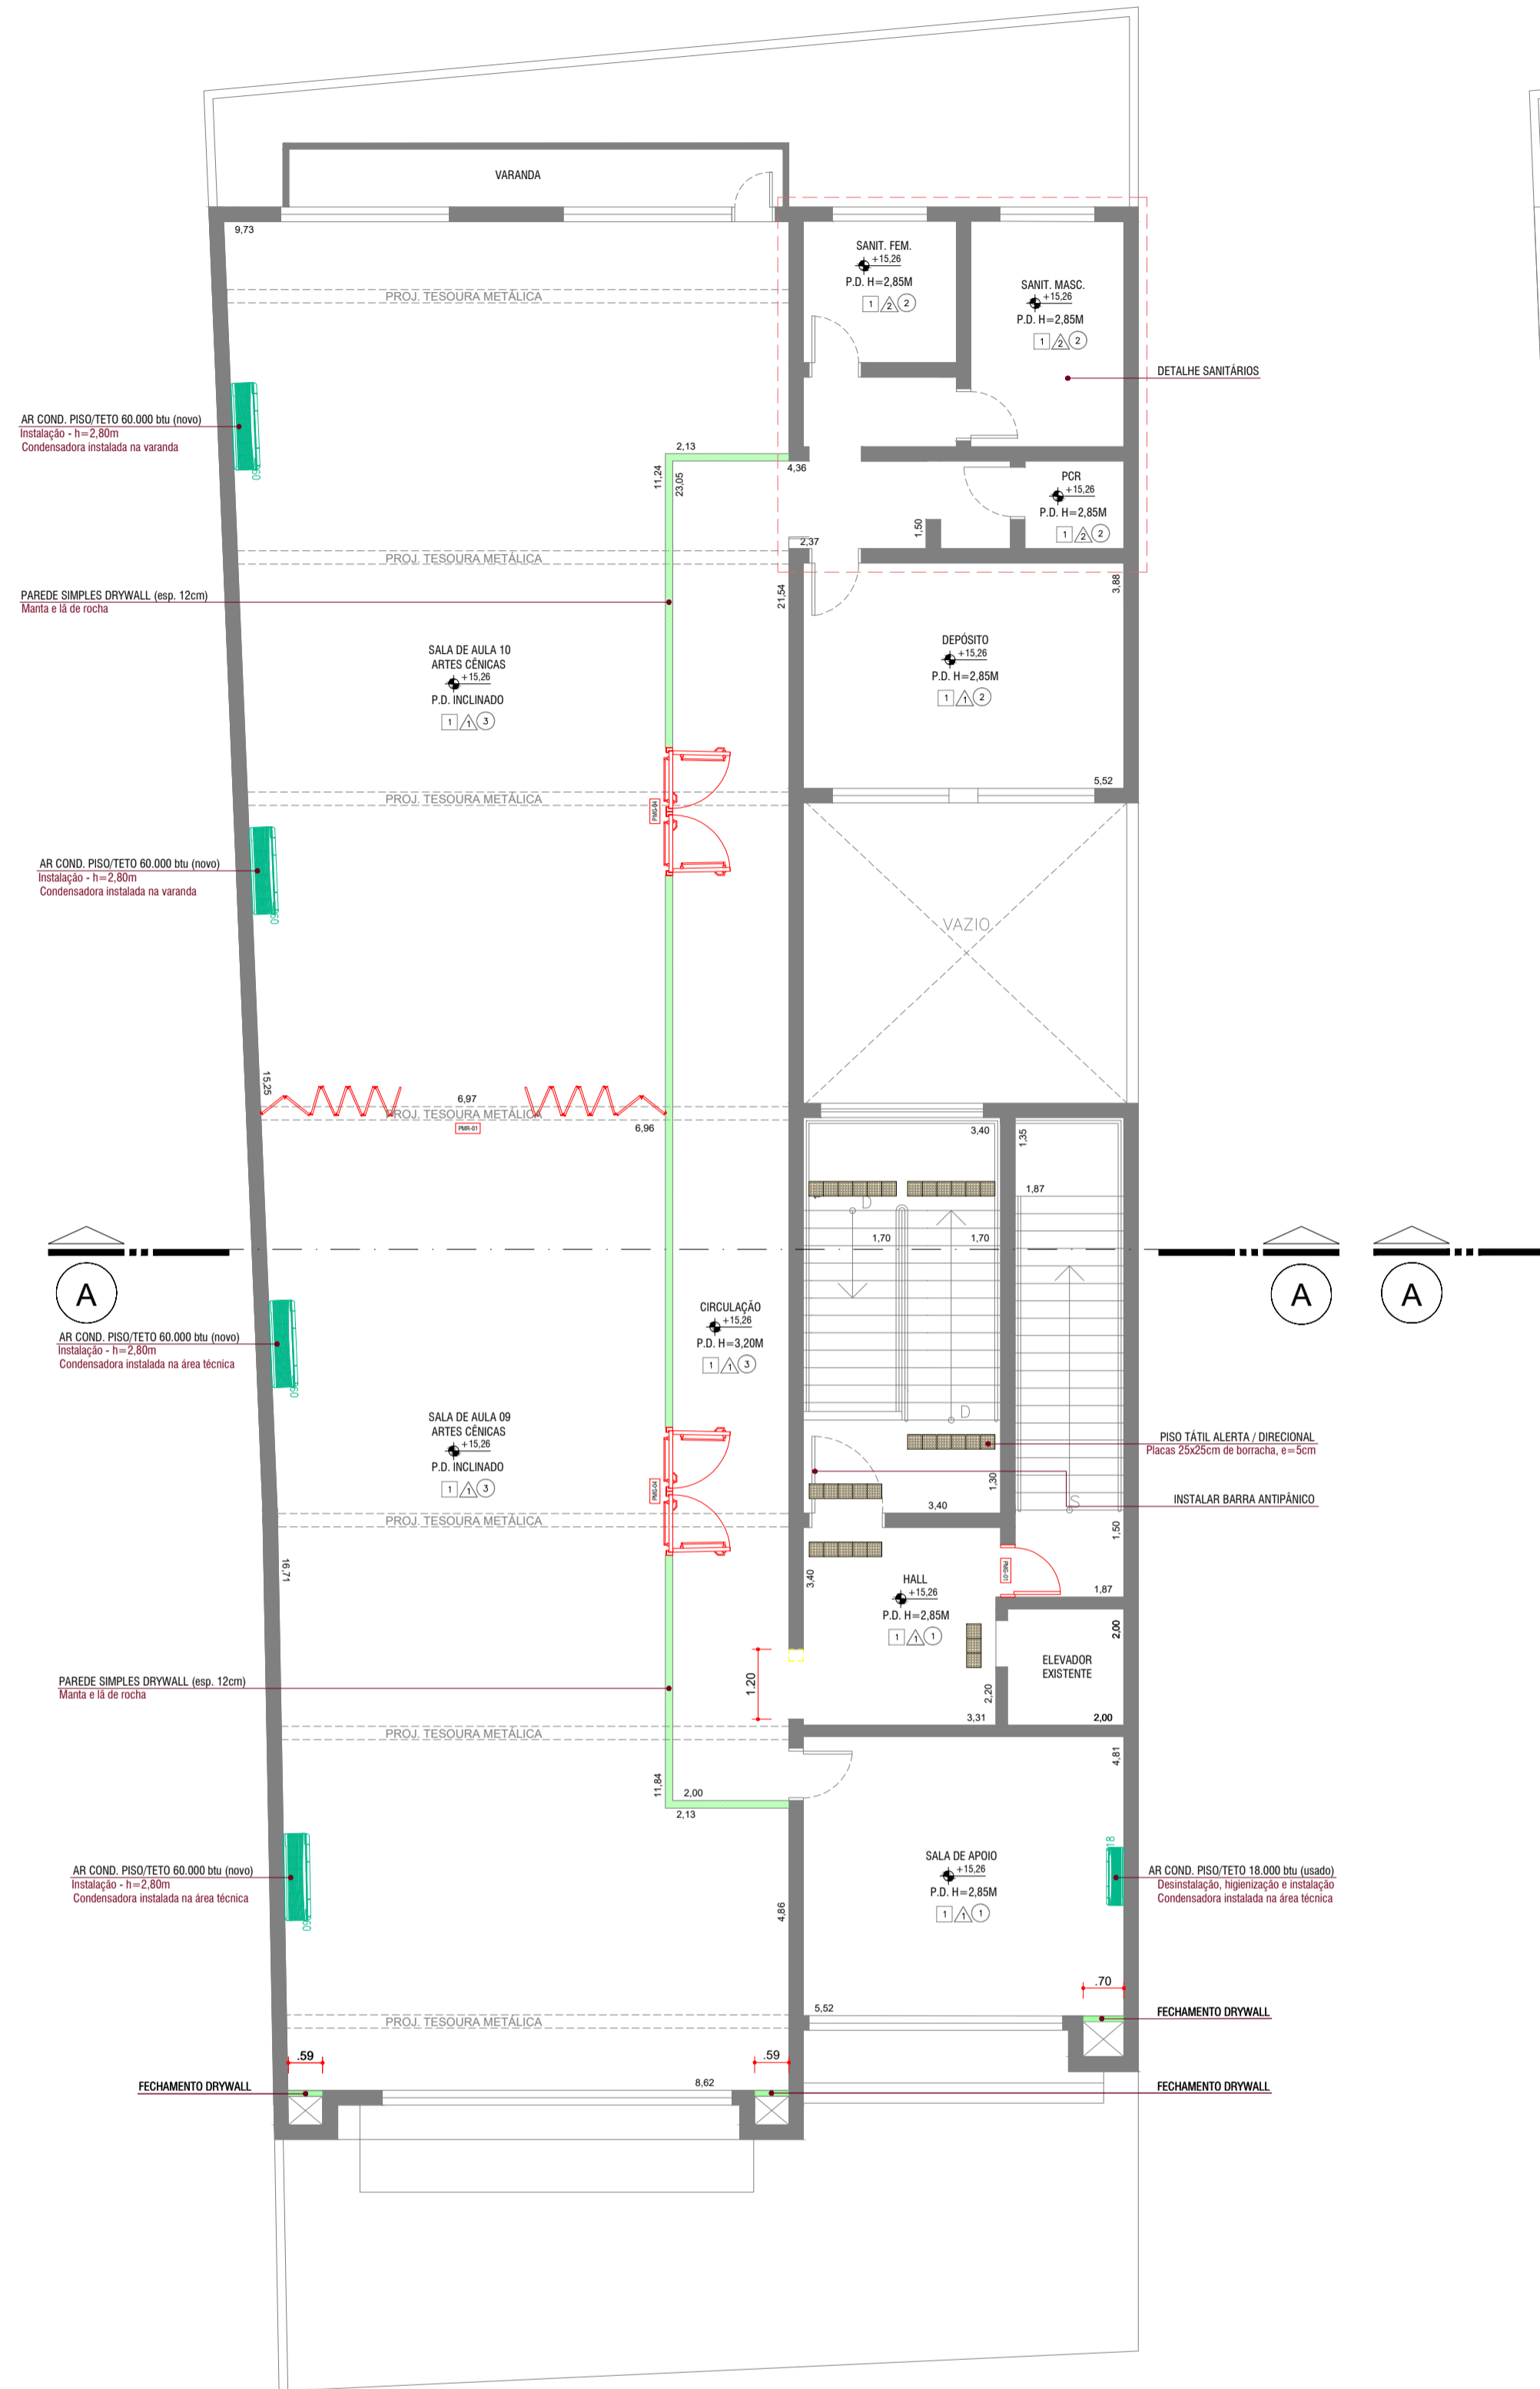 VARANDA
9,73
SANIT. FEM.
+15,26
P.D. H=2,85M
1 2 2
SANIT. MASC.
+15,26
P.D. H=2,85M
1 2 2
PROJ. TESOURA METÁLICA
DETALHE SANITÁRIOS
AR COND. PISO/TETO 60.000 btu (novo)
Instalação - h=2,80m
Condensadora instalada na varanda
60
2,13
4,36
11,24
23,05
PCR
+15,26
P.D. H=2,85M
1 2 2
1,50
2,37
PROJ. TESOURA METÁLICA
3,88
21,54
PAREDE SIMPLES DRYWALL (esp. 12cm)
Manta e lã de rocha
DEPÓSITO
+15,26
P.D. H=2,85M
1 1 2
SALA DE AULA 10
ARTES CÊNICAS
+15,26
P.D. INCLINADO
1 1 3
5,52
PROJ. TESOURA METÁLICA
PMG-04
AR COND. PISO/TETO 60.000 btu (novo)
Instalação - h=2,80m
Condensadora instalada na varanda
60
VAZIO
15,25
6,97
PROJ. TESOURA METÁLICA
PMR-01
6,96
3,40
1,35
1,87
D
1,70
1,70
A
A
A
CIRCULAÇÃO
+15,26
P.D. H=3,20M
1 1 3
AR COND. PISO/TETO 60.000 btu (novo)
Instalação - h=2,80m
Condensadora instalada na área técnica
60
SALA DE AULA 09
ARTES CÊNICAS
+15,26
P.D. INCLINADO
1 1 3
D
PISO TÁTIL ALERTA / DIRECIONAL
Placas 25x25cm de borracha, e=5cm
1,30
PMG-04
INSTALAR BARRA ANTIPÂNICO
S
3,40
PROJ. TESOURA METÁLICA
1,50
16,71
3,40
HALL
+15,26
P.D. H=2,85M
1 1 1
PMG-01
1,87
2,00
ELEVADOR
EXISTENTE
1.20
2,20
3,31
2,00
PAREDE SIMPLES DRYWALL (esp. 12cm)
Manta e lã de rocha
PROJ. TESOURA METÁLICA
4,81
11,84
2,00
2,13
18
SALA DE APOIO
+15,26
P.D. H=2,85M
1 1 1
AR COND. PISO/TETO 60.000 btu (novo)
Instalação - h=2,80m
Condensadora instalada na área técnica
60
AR COND. PISO/TETO 18.000 btu (usado)
Desinstalação, higienização e instalação
Condensadora instalada na área técnica
4,86
.70
5,52
FECHAMENTO DRYWALL
PROJ. TESOURA METÁLICA
.59
.59
8,62
FECHAMENTO DRYWALL
FECHAMENTO DRYWALL